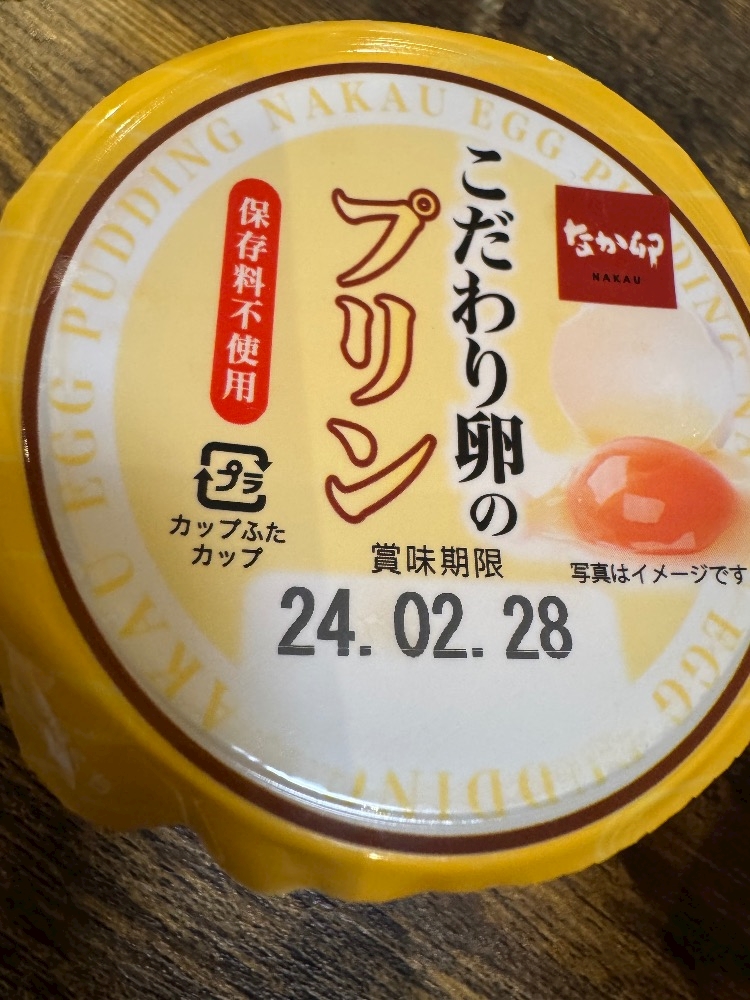 NAKAU EGG PUDDING
EGG PUDDING
なか卯
NAKAU
こだわり卵の
プリン
保存料不使用
プラ
カップふた
カップ
賞味期限
24.02.28
写真はイメージです